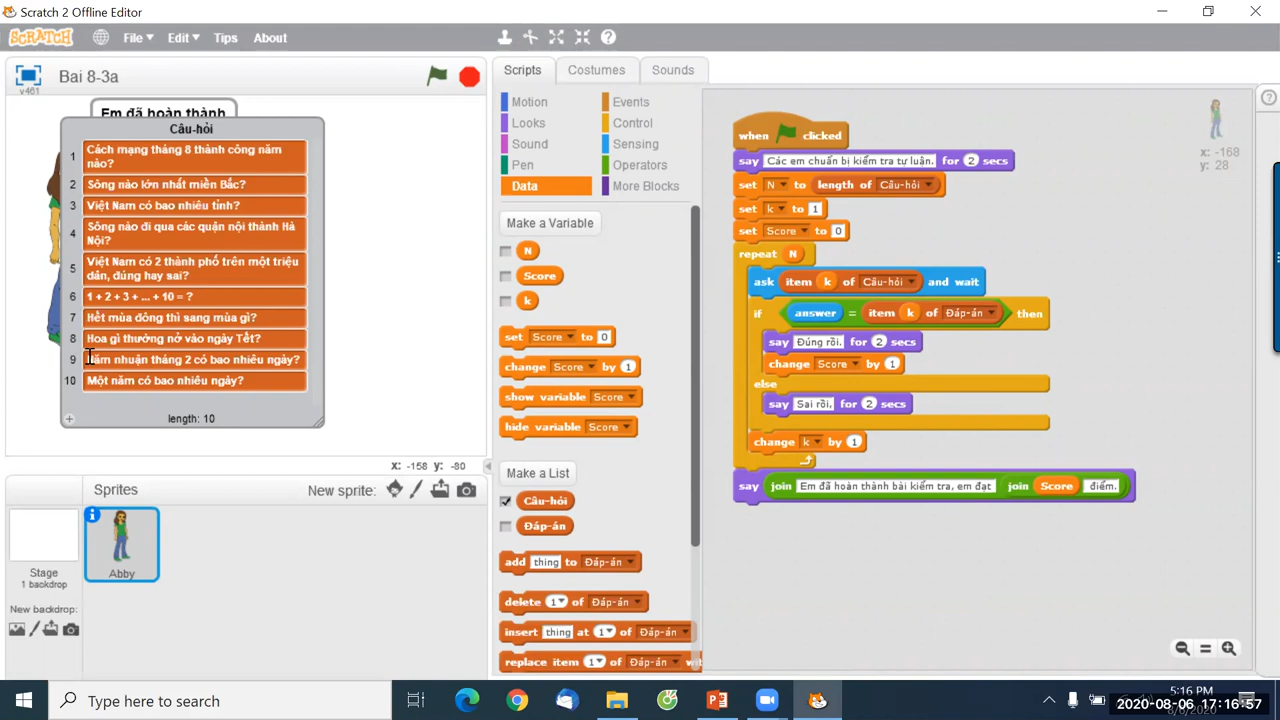 Scratch 2 Offline Editor
SCRATCH File Edit Tips About
v461 Bai 8-3a
Em đã hoàn thành
Câu-hỏi
1 Cách mạng tháng 8 thành công năm
nào?
2 Sông nào lớn nhất miền Bắc?
3 Việt Nam có bao nhiêu tỉnh?
4 Sông nào đi qua các quận nội thành Hà
Nội?
5 Việt Nam có 2 thành phố trên một triệu
dân, đúng hay sai?
6 1 + 2 + 3 + ... + 10 = ?
7 Hết mùa đông thì sang mùa gì?
8 Hoa gì thường nở vào ngày Tết?
9 Năm nhuận tháng 2 có bao nhiêu ngày?
10 Một năm có bao nhiêu ngày?
length: 10
x: -158 y: -80
Sprites New sprite:
Stage
1 backdrop
New backdrop:
Abby
Scripts Costumes Sounds
Motion Events
Looks Control
Sound Sensing
Pen Operators
Data More Blocks
Make a Variable
N
Score
k
set Score to 0
change Score by 1
show variable Score
hide variable Score
Make a List
Câu-hỏi
Đáp-án
add thing to Đáp-án
delete 1 of Đáp-án
insert thing at 1 of Đáp-án
replace item 1 of Đáp-án
when clicked
say Các em chuẩn bị kiểm tra tự luận. for 2 secs
set N to length of Câu-hỏi
set k to 1
set Score to 0
repeat N
ask item k of Câu-hỏi and wait
if answer = item k of Đáp-án then
say Đúng rồi. for 2 secs
change Score by 1
else
say Sai rồi. for 2 secs
change k by 1
say join Em đã hoàn thành bài kiểm tra, em đạt join Score điểm.
x: -168
y: 28
Type here to search
5:16 PM
2020-08-06 17:16:57